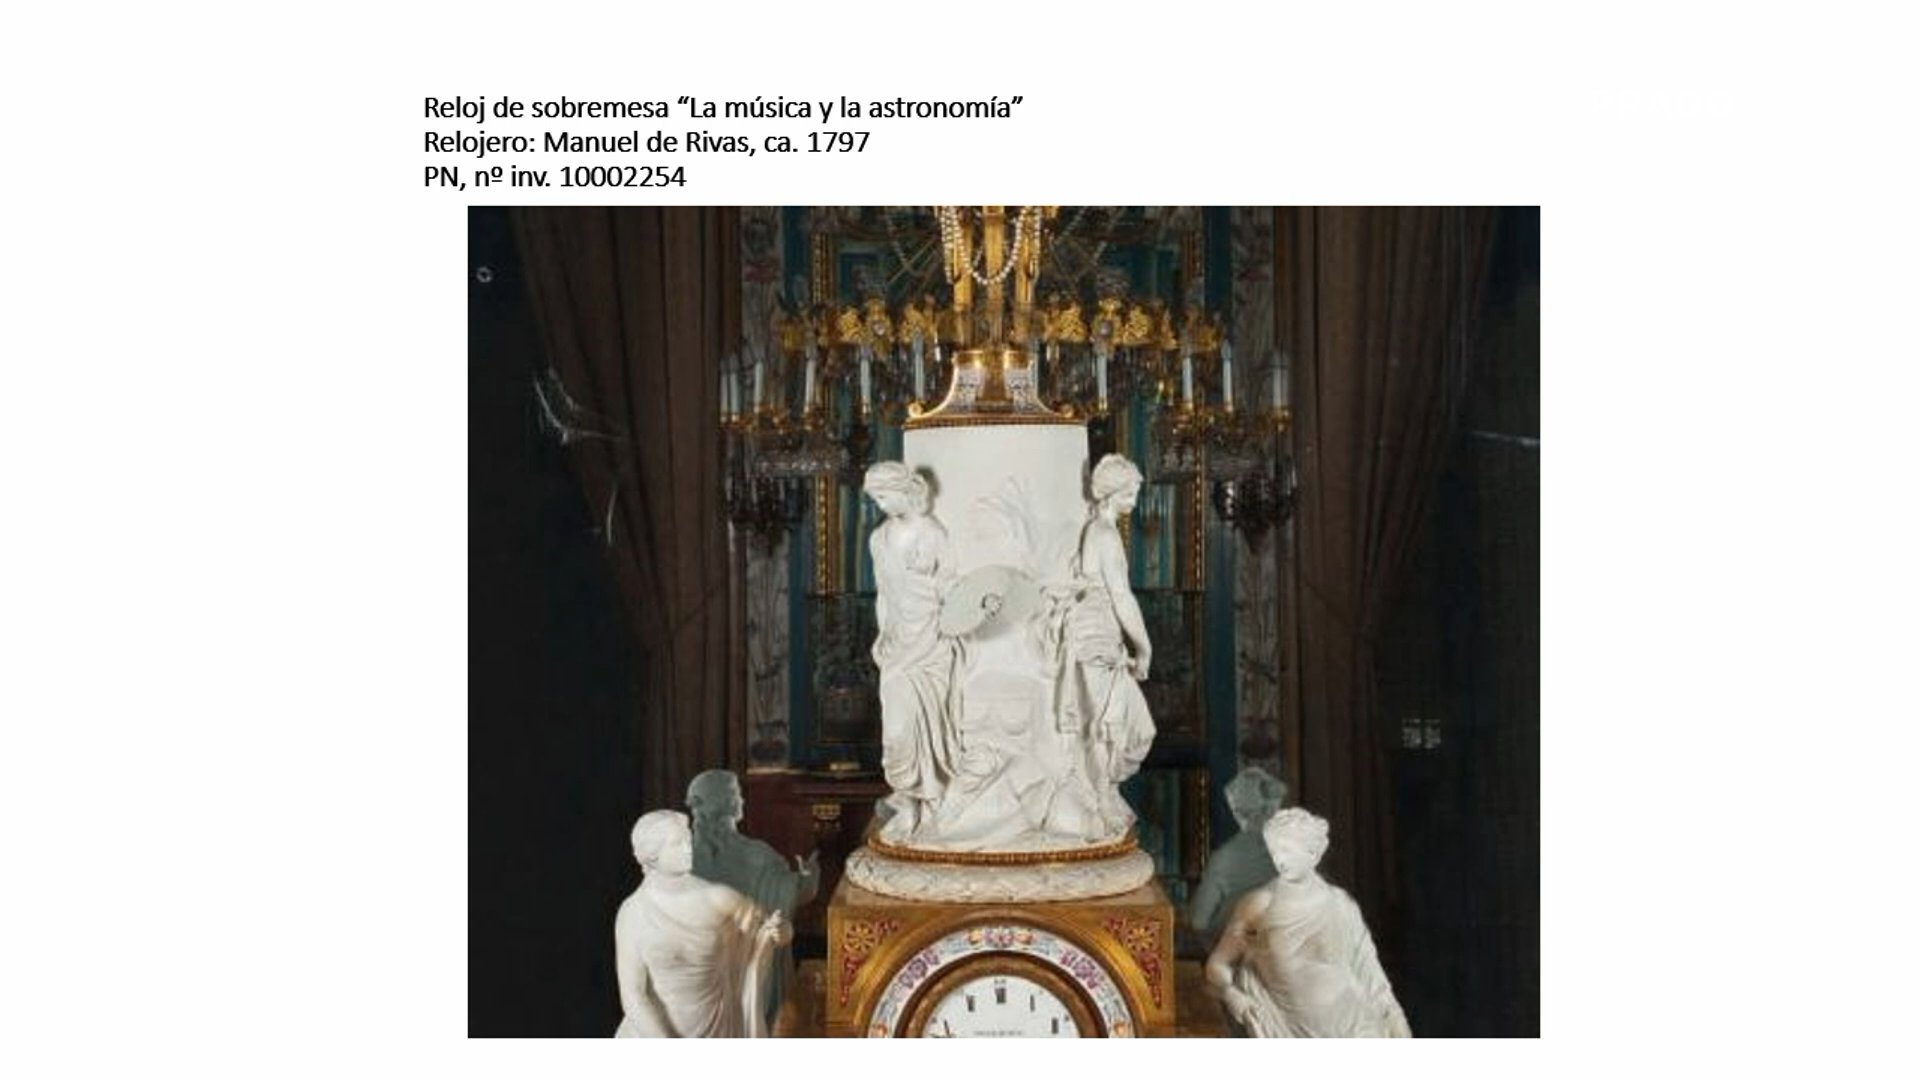 Reloj de sobremesa “La música y la astronomía”
Relojero: Manuel de Rivas, ca. 1797
PN, nº inv. 10002254